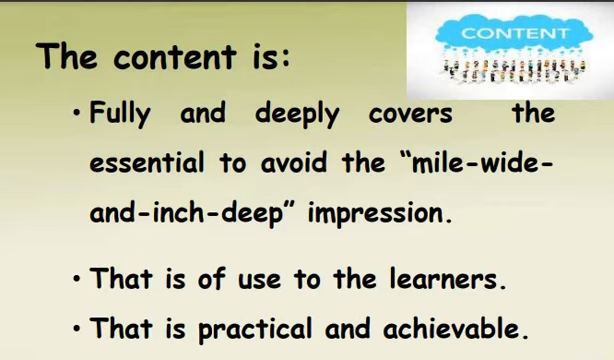 CONTENT
The content is:
• Fully and deeply covers the
essential to avoid the “mile-wide-
and-inch-deep” impression.
• That is of use to the learners.
• That is practical and achievable.